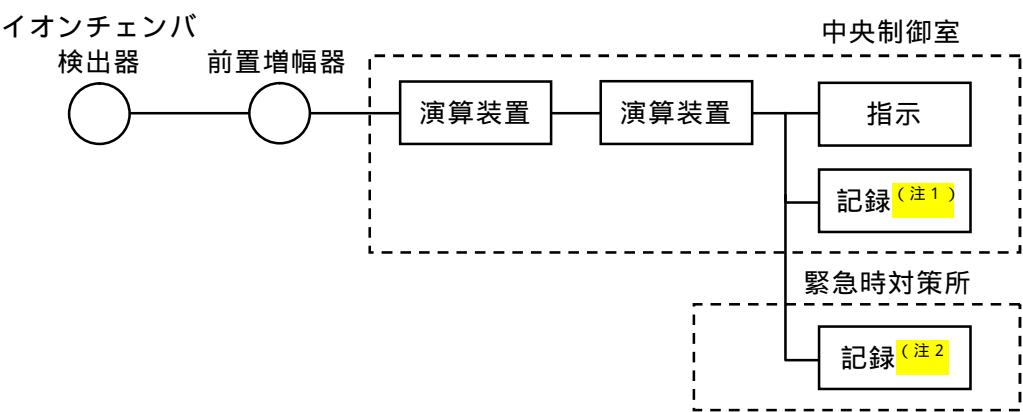 イオンチェンバ
検出器
前置増幅器
中央制御室
演算装置
演算装置
指示
記録(注1)
緊急時対策所
記録(注2